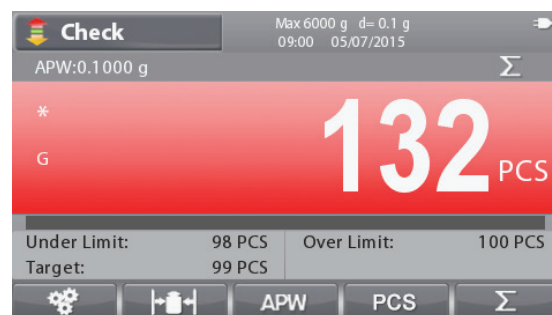 Check
Max 6000 g d= 0.1 g
09:00 05/07/2015
APW:0.1000 g Σ
*
G
132 PCS
Under Limit: 98 PCS Over Limit: 100 PCS
Target: 99 PCS
APW PCS Σ